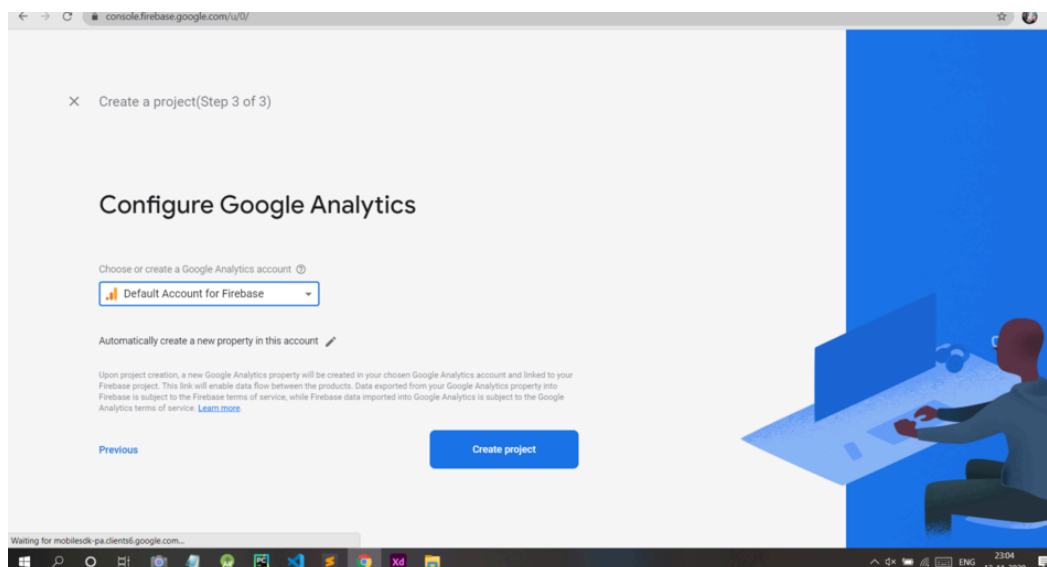 console.firebase.google.com/u/0/
Create a project(Step 3 of 3)
Configure Google Analytics
Choose or create a Google Analytics account
Default Account for Firebase
Automatically create a new property in this account
Upon project creation, a new Google Analytics property will be created in your chosen Google Analytics account and linked to your
Firebase project. This link will enable data flow between the products. Data exported from your Google Analytics property into
Firebase is subject to the Firebase terms of service, while Firebase data imported into Google Analytics is subject to the Google
Analytics terms of service. Learn more.
Previous
Create project
Waiting for mobilesdk-pa.clients6.google.com...
PC
Xd
ENG
23:04